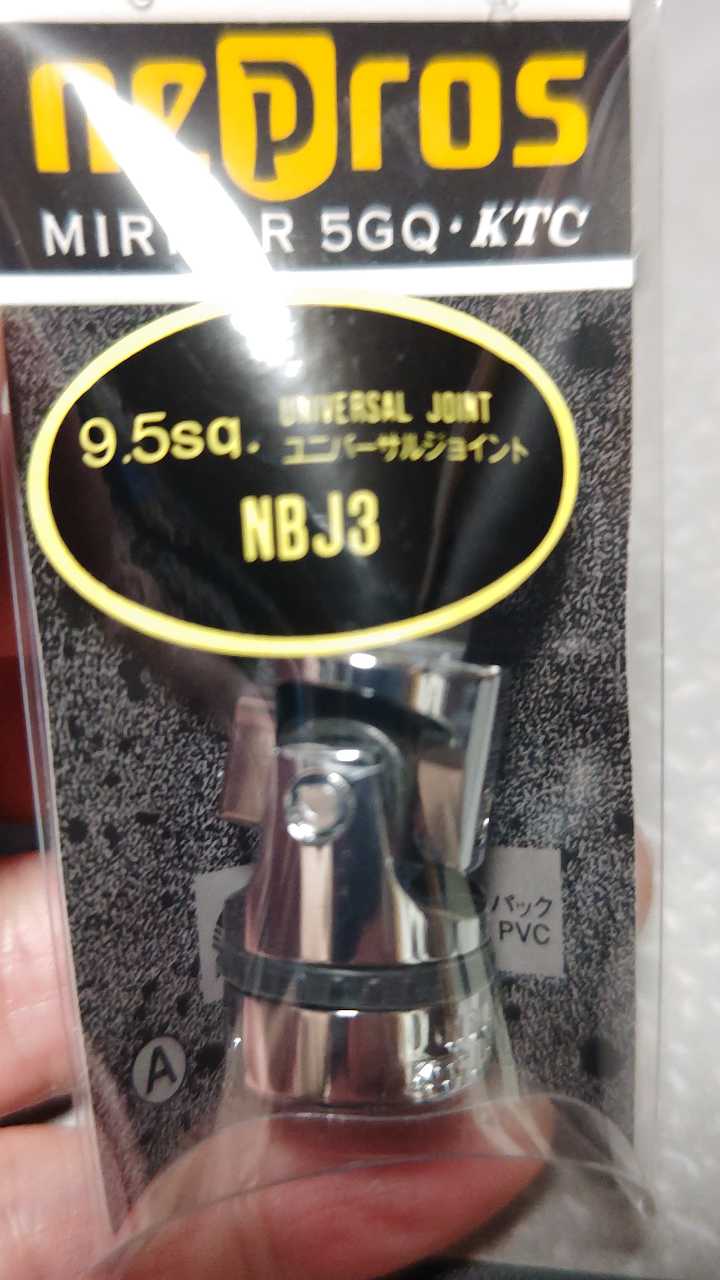 nepros
MIRROR 5GQ・KTC
9.5sq.
UNIVERSAL JOINT
ユニバーサルジョイント
NBJ3
パック
PVC
A